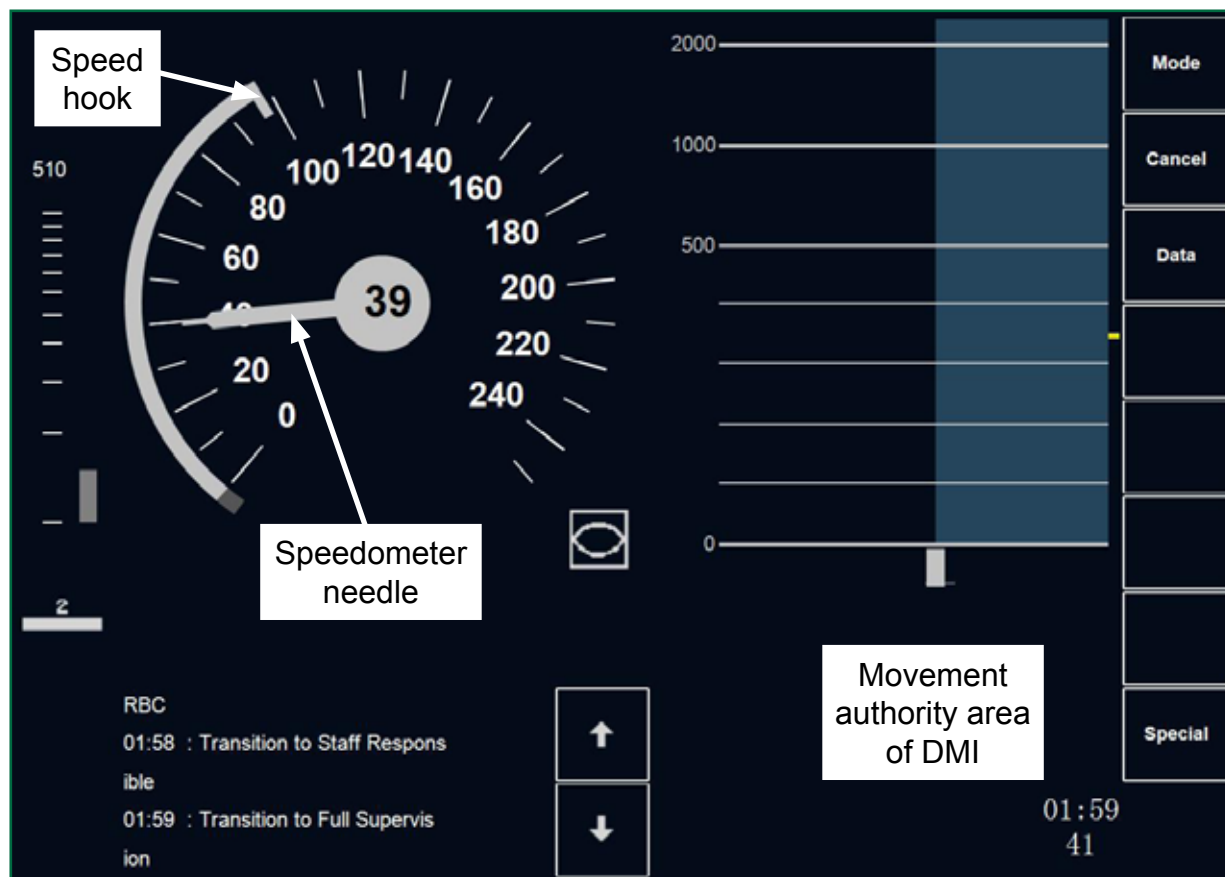 Speed
hook
510
0
20
40
60
80
100
120
140
160
180
200
220
240
39
Speedometer
needle
2
RBC
01:58 : Transition to Staff Respons
ible
01:59 : Transition to Full Supervis
ion
2000
1000
500
0
Movement
authority area
of DMI
01:59
41
Mode
Cancel
Data
Special